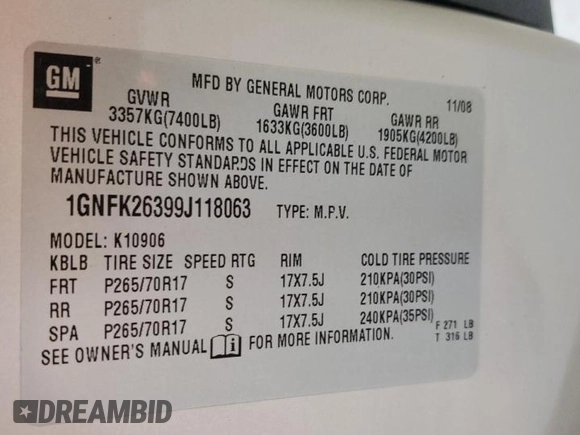 GM
MFD BY GENERAL MOTORS CORP. 11/08
GVWR GAWR FRT GAWR RR
3357KG(7400LB) 1633KG(3600LB) 1905KG(4200LB)
THIS VEHICLE CONFORMS TO ALL APPLICABLE U.S. FEDERAL MOTOR
VEHICLE SAFETY STANDARDS IN EFFECT ON THE DATE OF
MANUFACTURE SHOWN ABOVE.
1GNFK26399J118063 TYPE: M.P.V.
MODEL: K10906
KBLB TIRE SIZE SPEED RTG RIM COLD TIRE PRESSURE
FRT P265/70R17 S 17X7.5J 210KPA(30PSI)
RR P265/70R17 S 17X7.5J 210KPA(30PSI)
SPA P265/70R17 S 17X7.5J 240KPA(35PSI)
F 271 LB
T 316 LB
SEE OWNER'S MANUAL FOR MORE INFORMATION.
DREAMBID